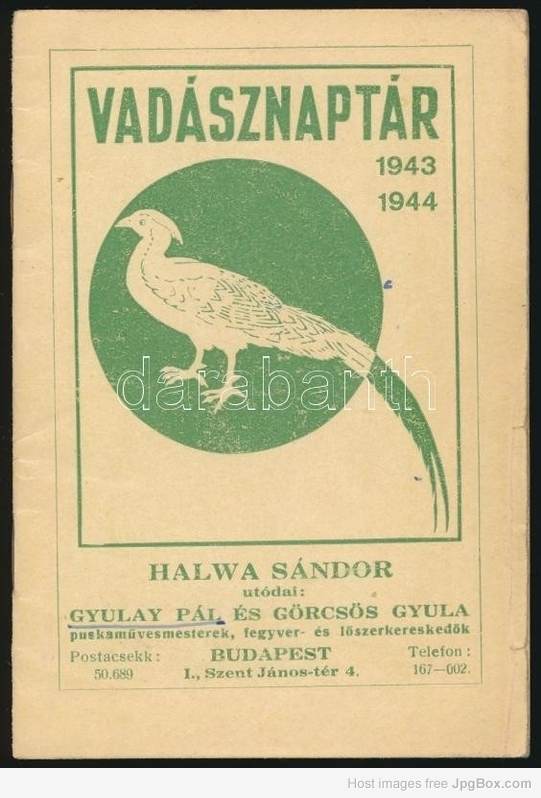 VADÁSZNAPTÁR
1943
1944
darabanth
HALWA SÁNDOR
utódai:
GYULAY PÁL ÉS GÖRCSÖS GYULA
puskaművesmesterek, fegyver- és lőszerkereskedők
Postacsekk: BUDAPEST Telefon:
50.689 I., Szent János-tér 4. 167—002.
Host images free JpgBox.com